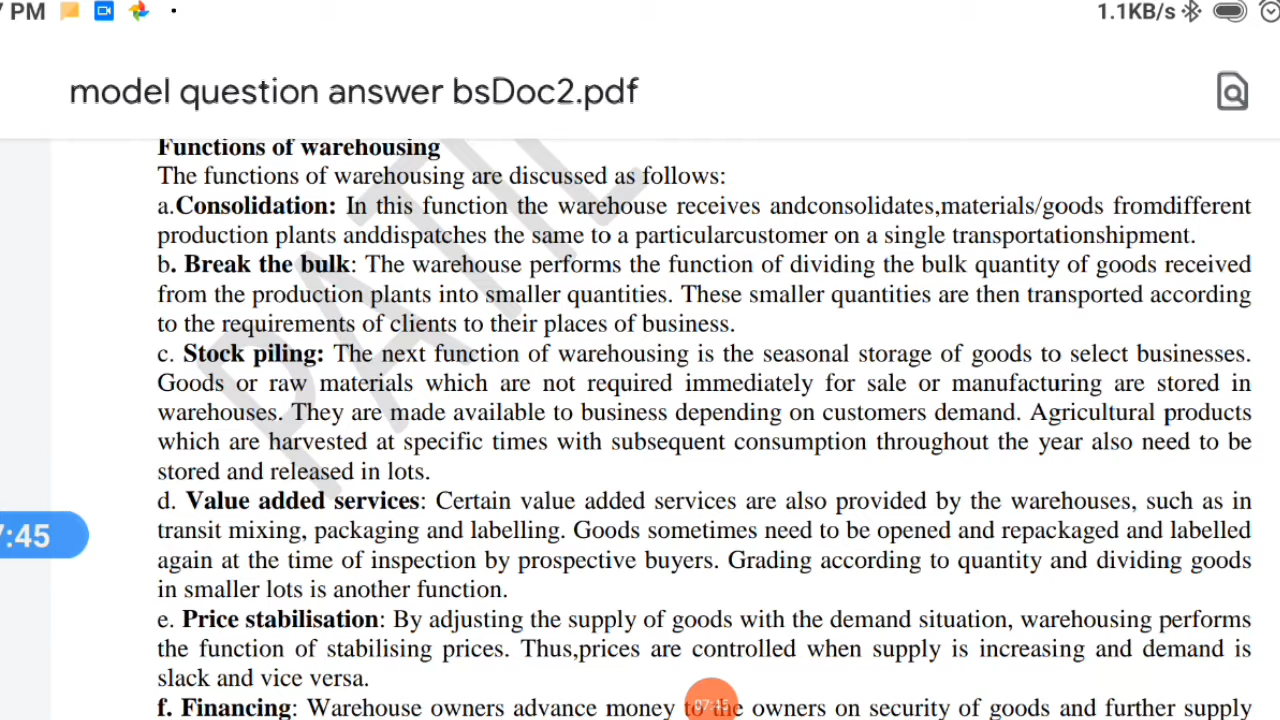 7 PM
1.1KB/s
model question answer bsDoc2.pdf
Functions of warehousing
The functions of warehousing are discussed as follows:
a.Consolidation: In this function the warehouse receives andconsolidates,materials/goods fromdifferent
production plants anddispatches the same to a particularcustomer on a single transportationshipment.
b. Break the bulk: The warehouse performs the function of dividing the bulk quantity of goods received
from the production plants into smaller quantities. These smaller quantities are then transported according
to the requirements of clients to their places of business.
c. Stock piling: The next function of warehousing is the seasonal storage of goods to select businesses.
Goods or raw materials which are not required immediately for sale or manufacturing are stored in
warehouses. They are made available to business depending on customers demand. Agricultural products
which are harvested at specific times with subsequent consumption throughout the year also need to be
stored and released in lots.
d. Value added services: Certain value added services are also provided by the warehouses, such as in
transit mixing, packaging and labelling. Goods sometimes need to be opened and repackaged and labelled
:45
again at the time of inspection by prospective buyers. Grading according to quantity and dividing goods
in smaller lots is another function.
e. Price stabilisation: By adjusting the supply of goods with the demand situation, warehousing performs
the function of stabilising prices. Thus,prices are controlled when supply is increasing and demand is
slack and vice versa.
f. Financing: Warehouse owners advance money to the owners on security of goods and further supply
07:45
PATIL